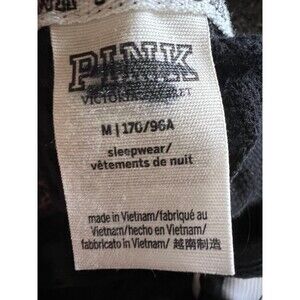 PINK
VICTORIA'S SECRET
M | 170/96A
sleepwear/
vêtements de nuit
made in Vietnam/fabriqué au
Vietnam/hecho en Vietnam/
fabbricato in Vietnam/ 越南制造